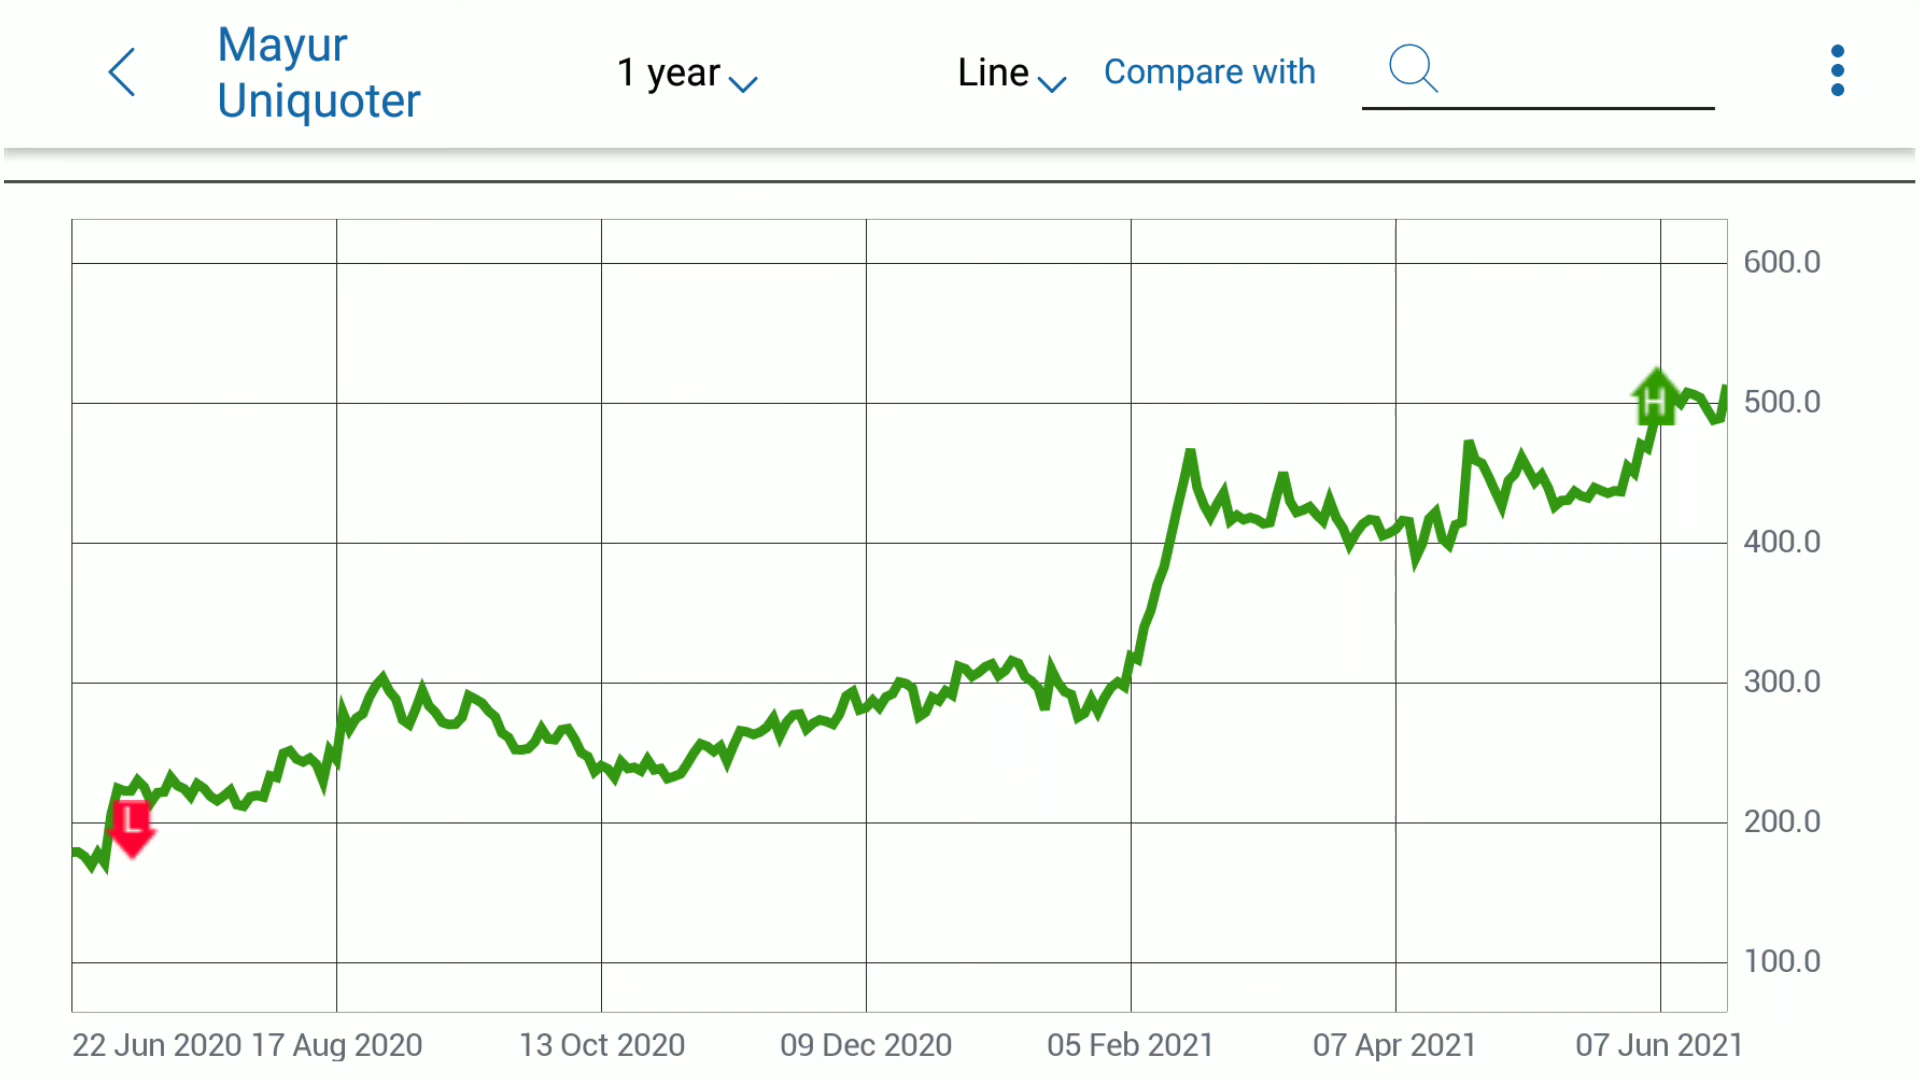 Mayur
Uniquoter
1 year
Line
Compare with
600.0
500.0
400.0
300.0
200.0
100.0
H
L
22 Jun 2020 17 Aug 2020 13 Oct 2020 09 Dec 2020 05 Feb 2021 07 Apr 2021 07 Jun 2021